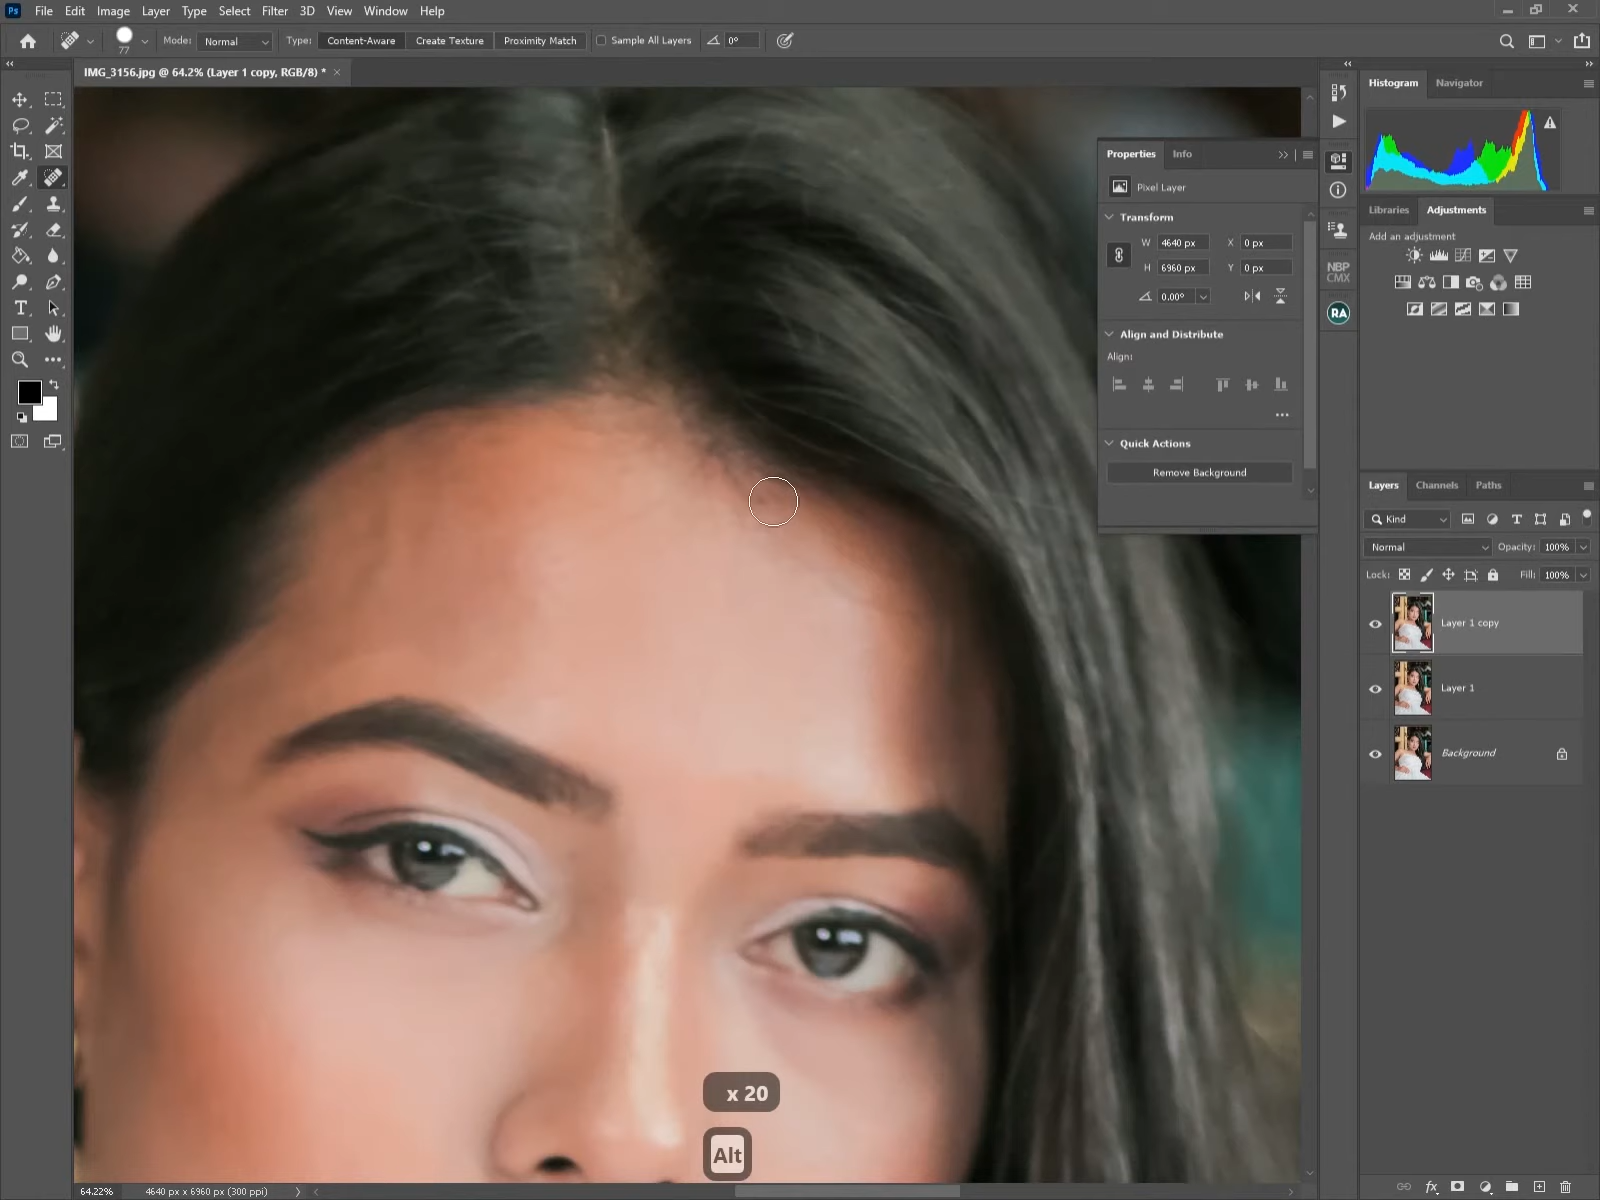 Ps File Edit Image Layer Type Select Filter 3D View Window Help
77 Mode: Normal Type: Content-Aware Create Texture Proximity Match Sample All Layers 0°
IMG_3156.jpg @ 64.2% (Layer 1 copy, RGB/8) * ×
Histogram Navigator
Properties Info
Pixel Layer
Transform
W 4640 px X 0 px
H 6960 px Y 0 px
0.00°
Align and Distribute
Align:
Quick Actions
Remove Background
NBP
CMX
RA
Libraries Adjustments
Add an adjustment
Layers Channels Paths
Kind
Normal Opacity: 100%
Lock: Fill: 100%
Layer 1 copy
Layer 1
Background
x 20
Alt
64.22% 4640 px x 6960 px (300 ppi)
fx